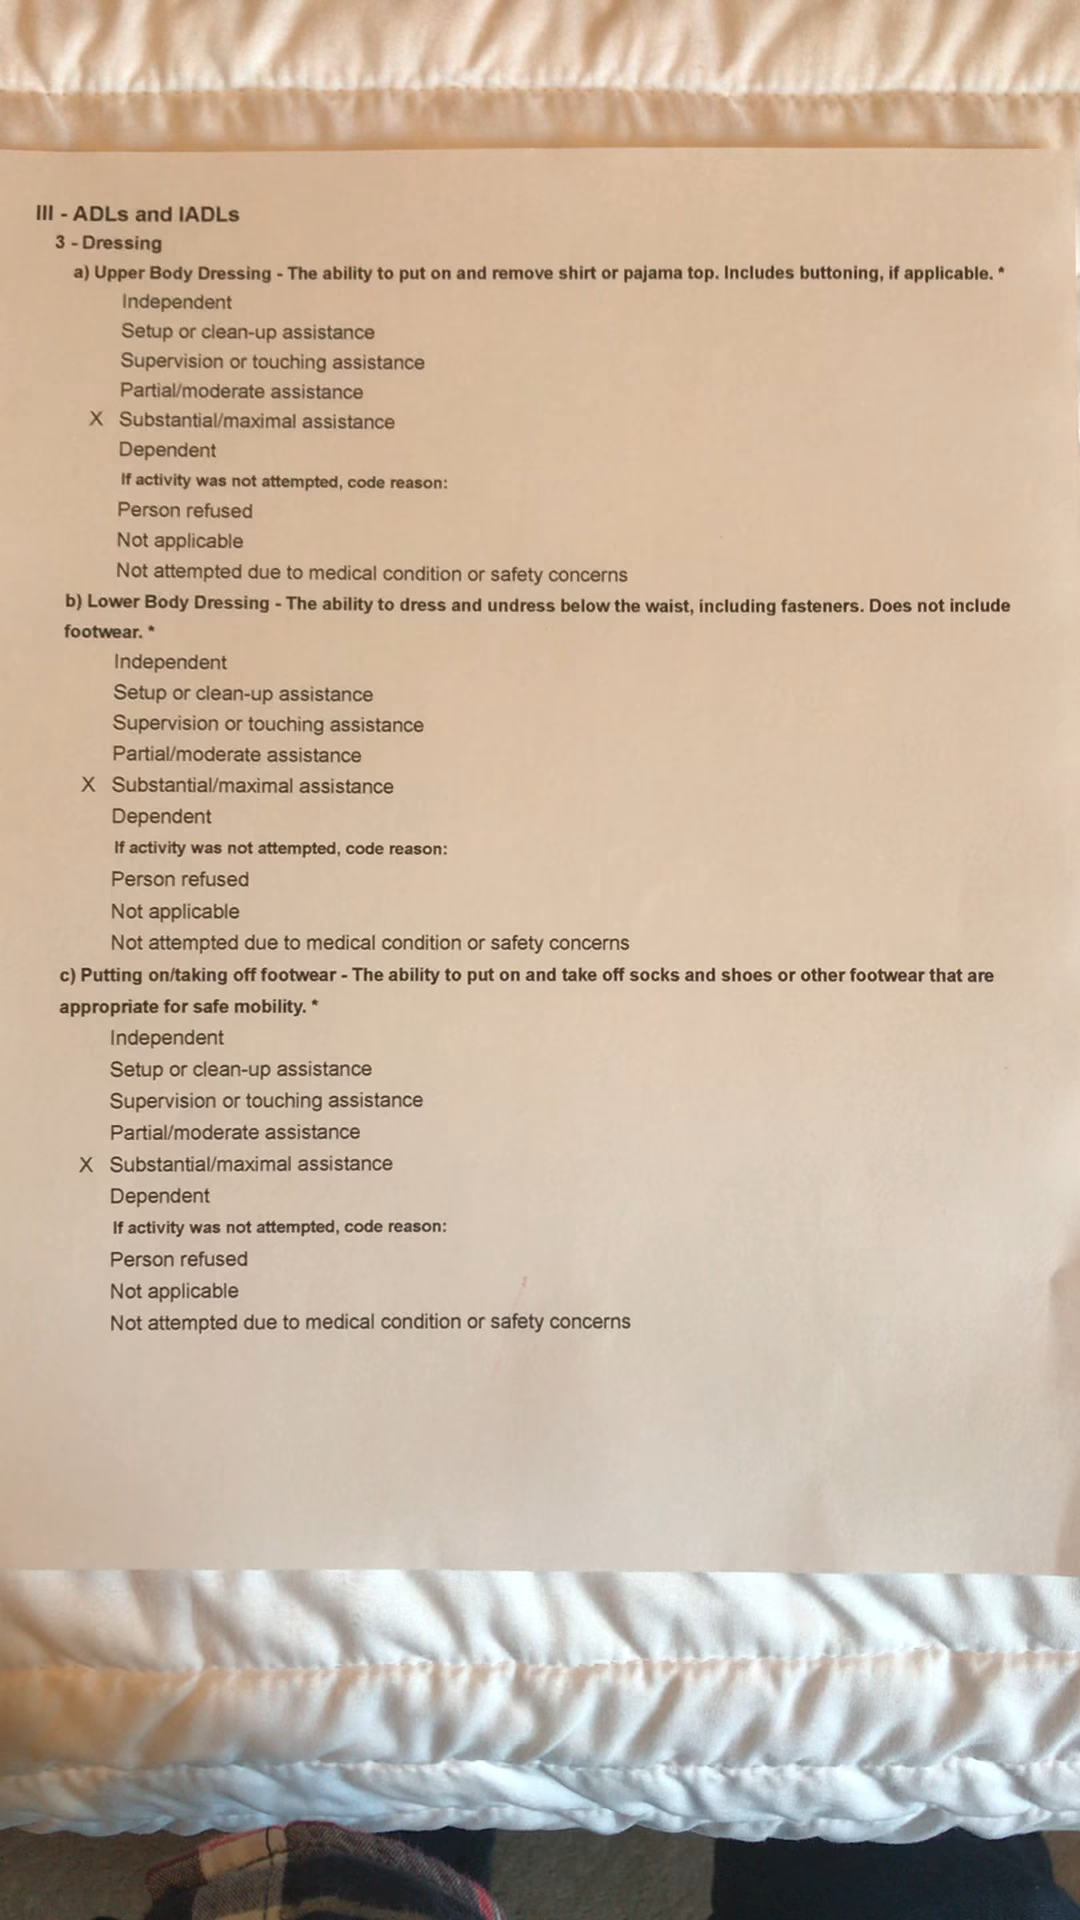 III - ADLs and IADLs
3 - Dressing
a) Upper Body Dressing - The ability to put on and remove shirt or pajama top. Includes buttoning, if applicable. *
Independent
Setup or clean-up assistance
Supervision or touching assistance
Partial/moderate assistance
X Substantial/maximal assistance
Dependent
If activity was not attempted, code reason:
Person refused
Not applicable
Not attempted due to medical condition or safety concerns
b) Lower Body Dressing - The ability to dress and undress below the waist, including fasteners. Does not include
footwear. *
Independent
Setup or clean-up assistance
Supervision or touching assistance
Partial/moderate assistance
X Substantial/maximal assistance
Dependent
If activity was not attempted, code reason:
Person refused
Not applicable
Not attempted due to medical condition or safety concerns
c) Putting on/taking off footwear - The ability to put on and take off socks and shoes or other footwear that are
appropriate for safe mobility. *
Independent
Setup or clean-up assistance
Supervision or touching assistance
Partial/moderate assistance
X Substantial/maximal assistance
Dependent
If activity was not attempted, code reason:
Person refused
Not applicable
Not attempted due to medical condition or safety concerns